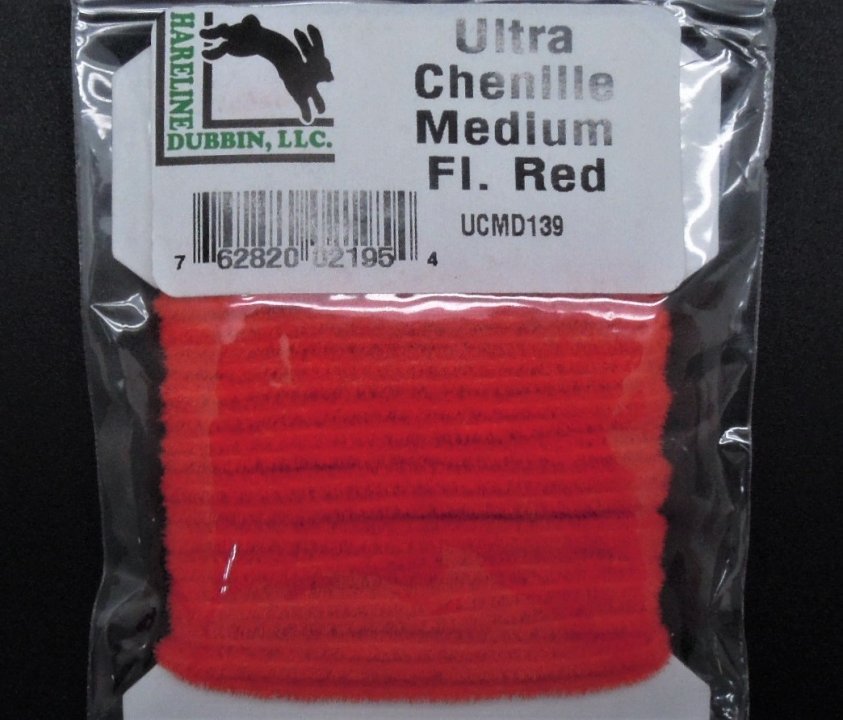 HARELINE
DUBBIN, LLC.
Ultra
Chenille
Medium
Fl. Red
UCMD139
7 62820 02195 4